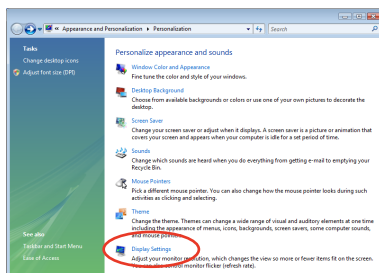 « Appearance and Personalization ▸ Personalization
Search
Tasks
Change desktop icons
Adjust font size (DPI)
See also
Taskbar and Start Menu
Ease of Access
Personalize appearance and sounds
Window Color and Appearance
Fine tune the color and style of your windows.
Desktop Background
Choose from available backgrounds or colors or use one of your own pictures to decorate the
desktop.
Screen Saver
Change your screen saver or adjust when it displays. A screen saver is a picture or animation that
covers your screen and appears when your computer is idle for a set period of time.
Sounds
Change which sounds are heard when you do everything from getting e-mail to emptying your
Recycle Bin.
Mouse Pointers
Pick a different mouse pointer. You can also change how the mouse pointer looks during such
activities as clicking and selecting.
Theme
Change the theme. Themes can change a wide range of visual and auditory elements at one time
including the appearance of menus, icons, backgrounds, screen savers, some computer sounds,
and mouse pointers.
Display Settings
Adjust your monitor resolution, which changes the view so more or fewer items fit on the screen.
You can also control monitor flicker (refresh rate).